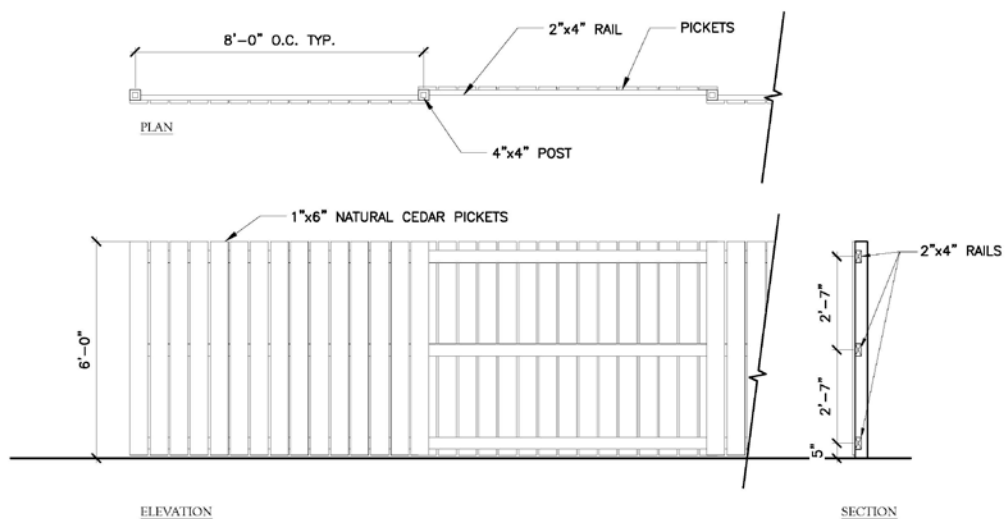 8'-0" O.C. TYP.
2"x4" RAIL
PICKETS
PLAN
4"x4" POST
1"x6" NATURAL CEDAR PICKETS
2"x4" RAILS
2'-7"
6'-0"
2'-7"
5"
ELEVATION
SECTION